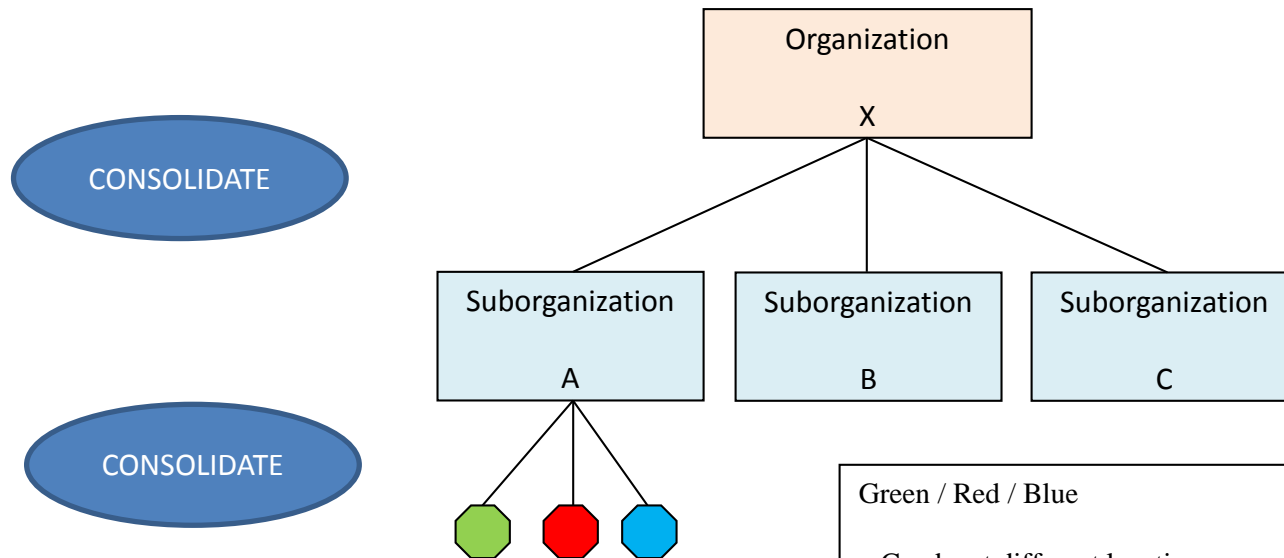 Organization
X
CONSOLIDATE
Suborganization
A
Suborganization
B
Suborganization
C
CONSOLIDATE
Green / Red / Blue